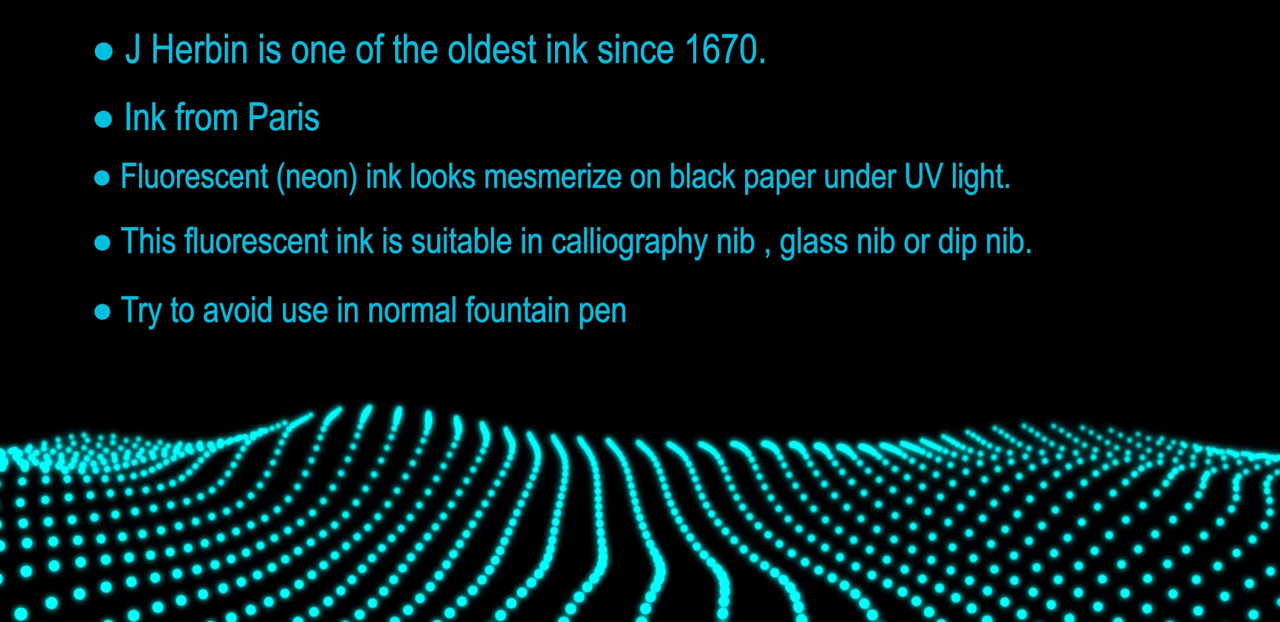 ● J Herbin is one of the oldest ink since 1670.
● Ink from Paris
● Fluorescent (neon) ink looks mesmerize on black paper under UV light.
● This fluorescent ink is suitable in calliography nib , glass nib or dip nib.
● Try to avoid use in normal fountain pen